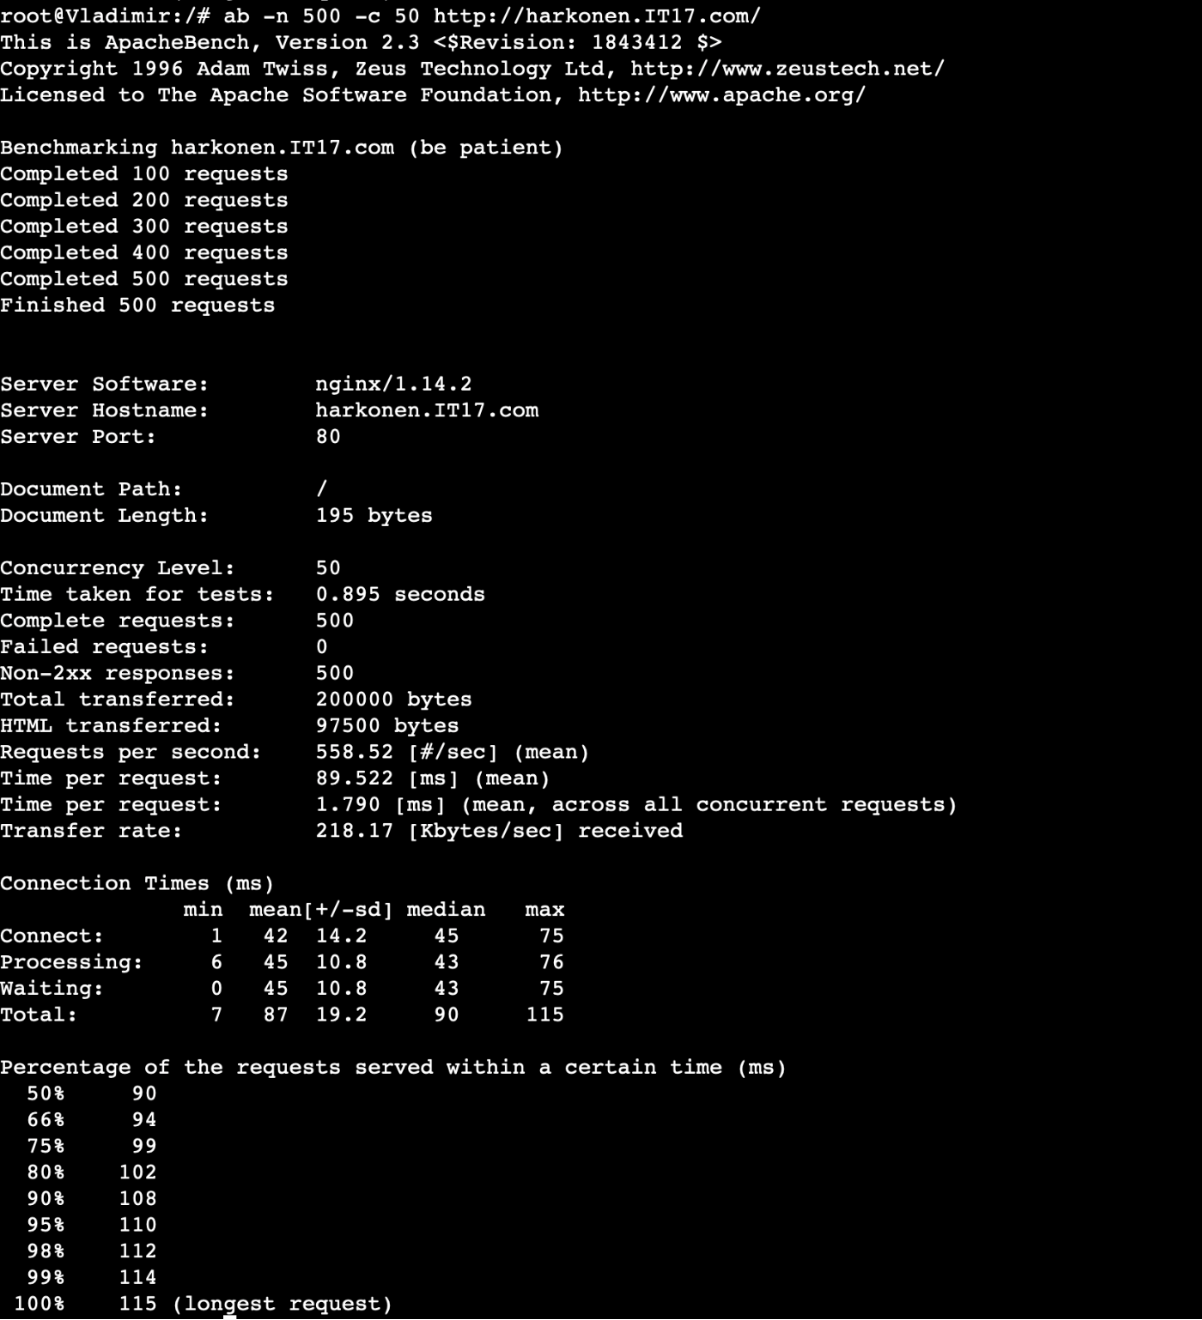 root@Vladimir:/# ab -n 500 -c 50 http://harkonen.IT17.com/
This is ApacheBench, Version 2.3 <$Revision: 1843412 $>
Copyright 1996 Adam Twiss, Zeus Technology Ltd, http://www.zeustech.net/
Licensed to The Apache Software Foundation, http://www.apache.org/

Benchmarking harkonen.IT17.com (be patient)
Completed 100 requests
Completed 200 requests
Completed 300 requests
Completed 400 requests
Completed 500 requests
Finished 500 requests


Server Software:        nginx/1.14.2
Server Hostname:        harkonen.IT17.com
Server Port:            80

Document Path:          /
Document Length:        195 bytes

Concurrency Level:      50
Time taken for tests:   0.895 seconds
Complete requests:      500
Failed requests:        0
Non-2xx responses:      500
Total transferred:      200000 bytes
HTML transferred:       97500 bytes
Requests per second:    558.52 [#/sec] (mean)
Time per request:       89.522 [ms] (mean)
Time per request:       1.790 [ms] (mean, across all concurrent requests)
Transfer rate:          218.17 [Kbytes/sec] received

Connection Times (ms)
              min  mean[+/-sd] median   max
Connect:        1   42  14.2     45      75
Processing:     6   45  10.8     43      76
Waiting:        0   45  10.8     43      75
Total:          7   87  19.2     90     115

Percentage of the requests served within a certain time (ms)
  50%     90
  66%     94
  75%     99
  80%    102
  90%    108
  95%    110
  98%    112
  99%    114
 100%    115 (longest request)